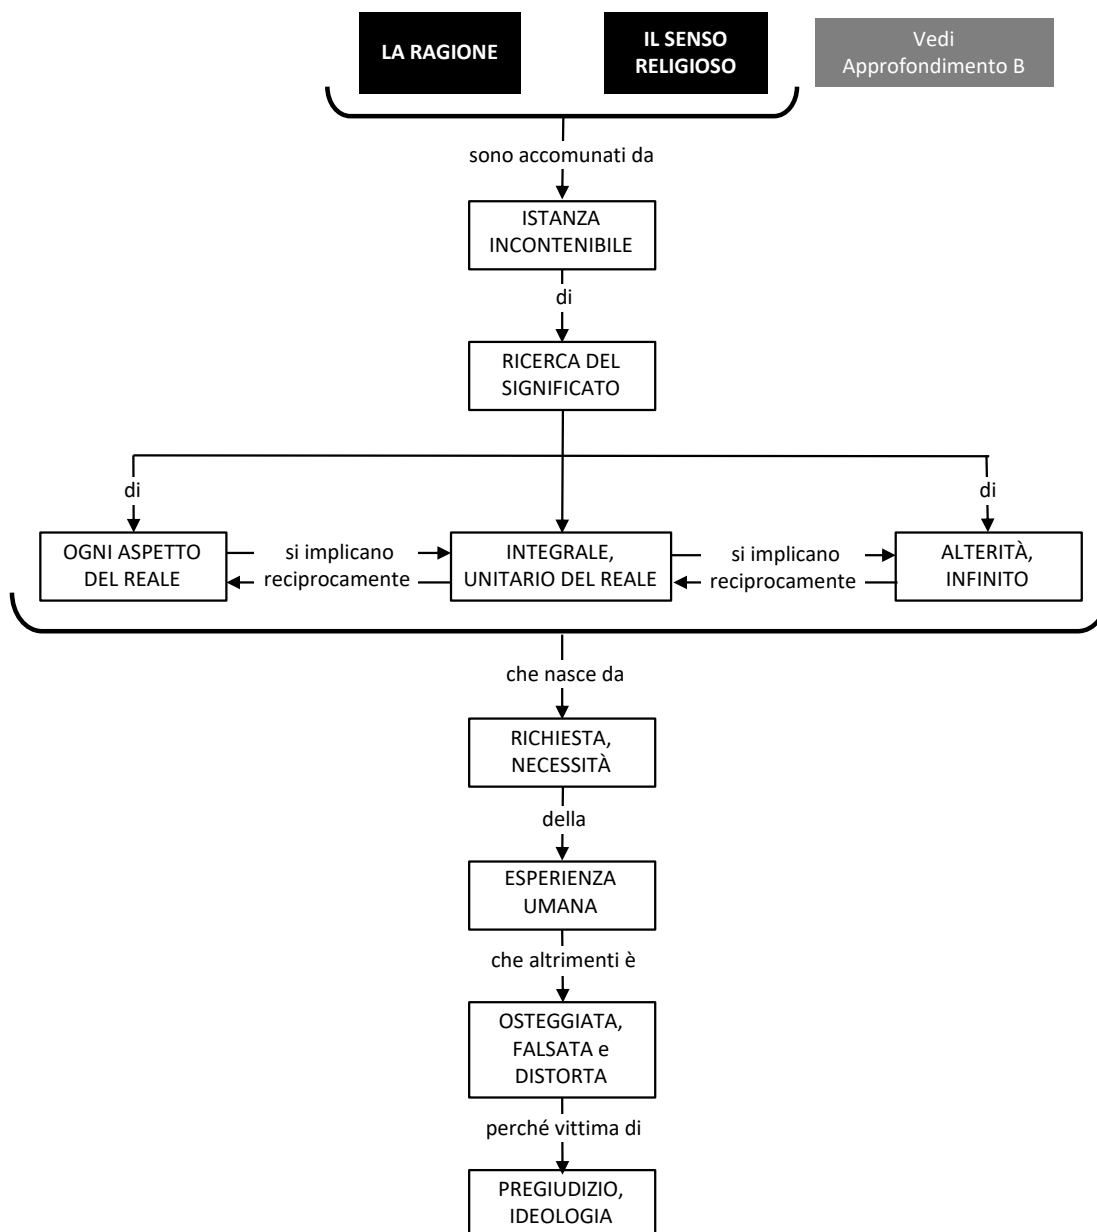 LA RAGIONE
IL SENSO
RELIGIOSO
Vedi
Approfondimento B
sono accomunati da
ISTANZA
INCONTENIBILE
di
RICERCA DEL
SIGNIFICATO
di
di
OGNI ASPETTO
DEL REALE
si implicano
reciprocamente
INTEGRALE,
UNITARIO DEL REALE
si implicano
reciprocamente
ALTERITÀ,
INFINITO
che nasce da
RICHIESTA,
NECESSITÀ
della
ESPERIENZA
UMANA
che altrimenti è
OSTEGGIATA,
FALSATA e
DISTORTA
perché vittima di
PREGIUDIZIO,
IDEOLOGIA